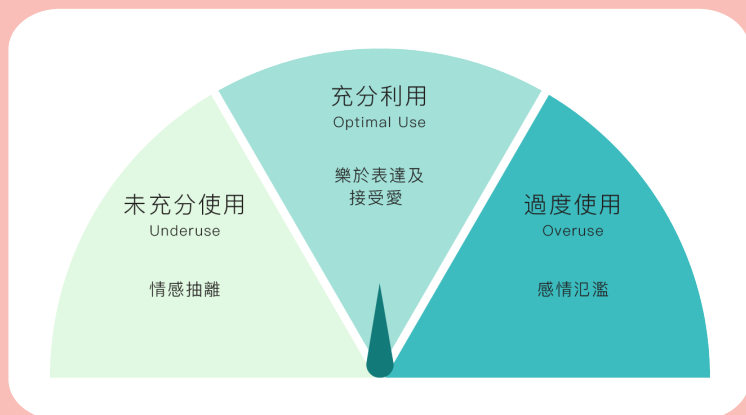 未充分使用
Underuse
情感抽離
充分利用
Optimal Use
樂於表達及
接受愛
過度使用
Overuse
感情氾濫